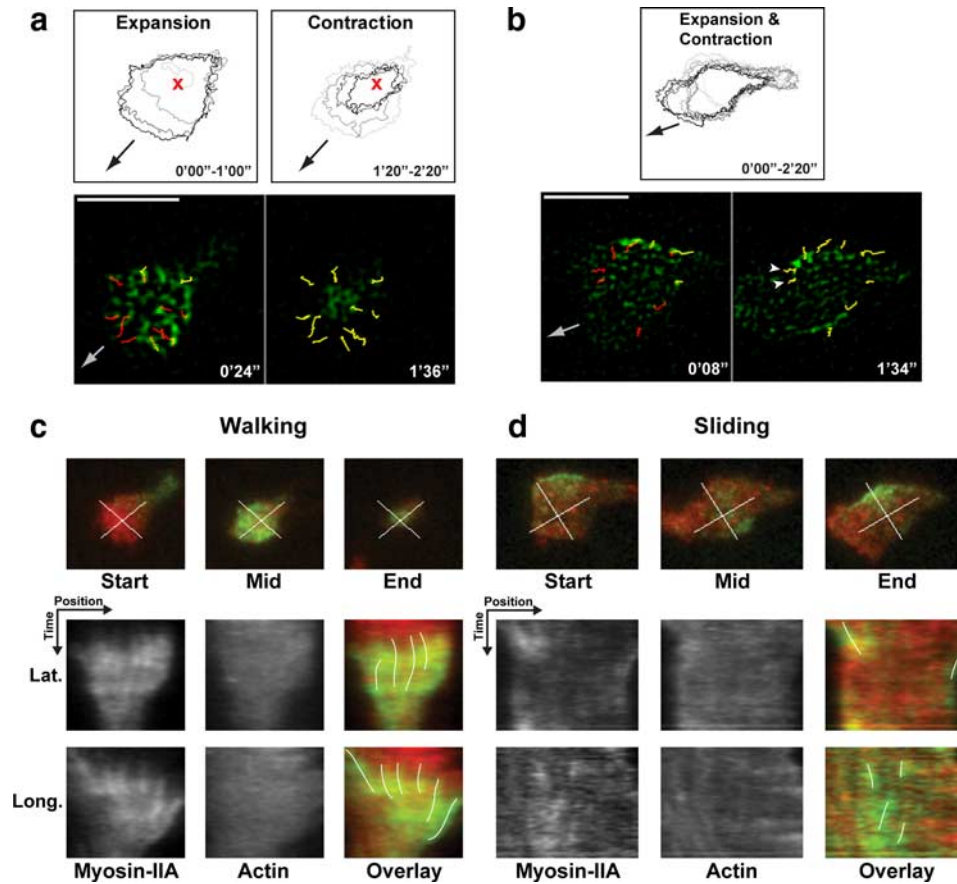 a
Expansion
X
0'00"-1'00"
Contraction
X
1'20"-2'20"
0'24"
1'36"
b
Expansion &
Contraction
0'00"-2'20"
0'08"
1'34"
c
Walking
Start
Mid
End
Position
Time
Lat.
Long.
Myosin-IIA
Actin
Overlay
d
Sliding
Start
Mid
End
Position
Time
Myosin-IIA
Actin
Overlay